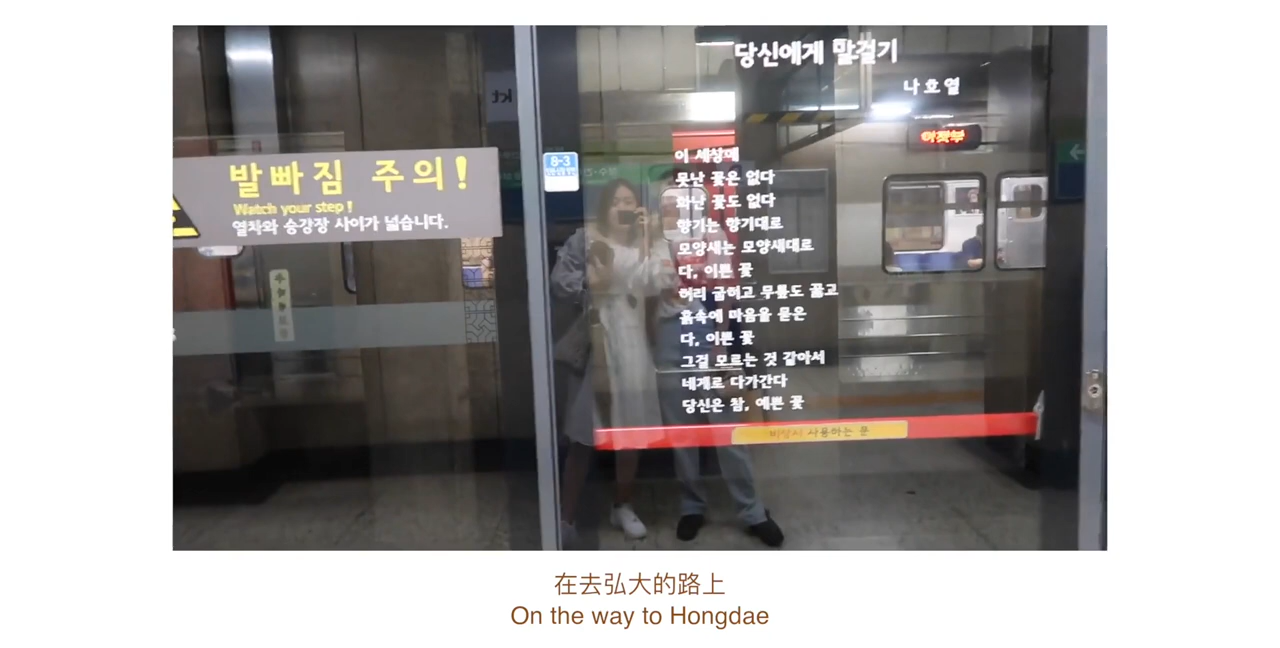 발빠짐 주의!
Watch your step !
열차와 승강장 사이가 넓습니다.
kt
8-3
당신에게 말걸기
나호열
이 세상에
못난 꽃은 없다
화난 꽃도 없다
향기는 향기대로
모양새는 모양새대로
다, 이쁜 꽃
허리 굽히고 무릎도 꿇고
흙속에 마음을 묻은
다, 이쁜 꽃
그걸 모르는 것 같아서
네게로 다가간다
당신은 참, 예쁜 꽃
비상시 사용하는 문
在去弘大的路上
On the way to Hongdae